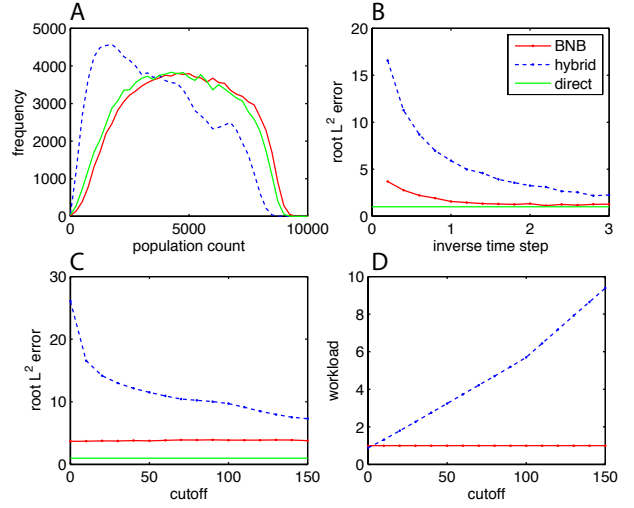 A
5000
4000
3000
2000
1000
0
frequency
0
5000
10000
population count
B
20
15
10
5
0
root L² error
BNB
hybrid
direct
0
1
2
3
inverse time step
C
30
20
10
0
root L² error
0
50
100
150
cutoff
D
10
8
6
4
2
0
workload
0
50
100
150
cutoff